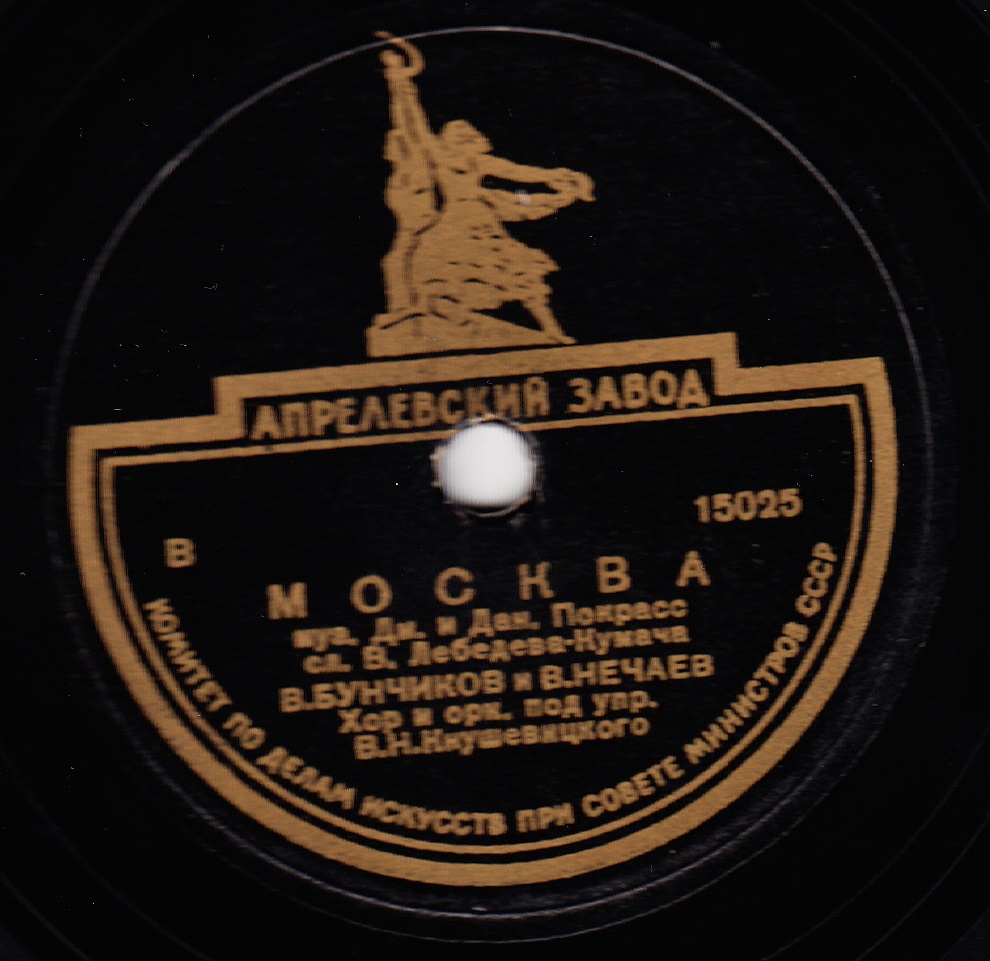 АПРЕЛЕВСКИЙ ЗАВОД
15025
В
МОСКВА
муз. Дм. и Дан. Покрасс
сл. В. Лебедева-Кумача
В.БУНЧИКОВ и В.НЕЧАЕВ
Хор и орк. под упр.
В.Н.Кнушевицкого
КОМИТЕТ ПО ДЕЛАМ ИСКУССТВ ПРИ СОВЕТЕ МИНИСТРОВ СССР